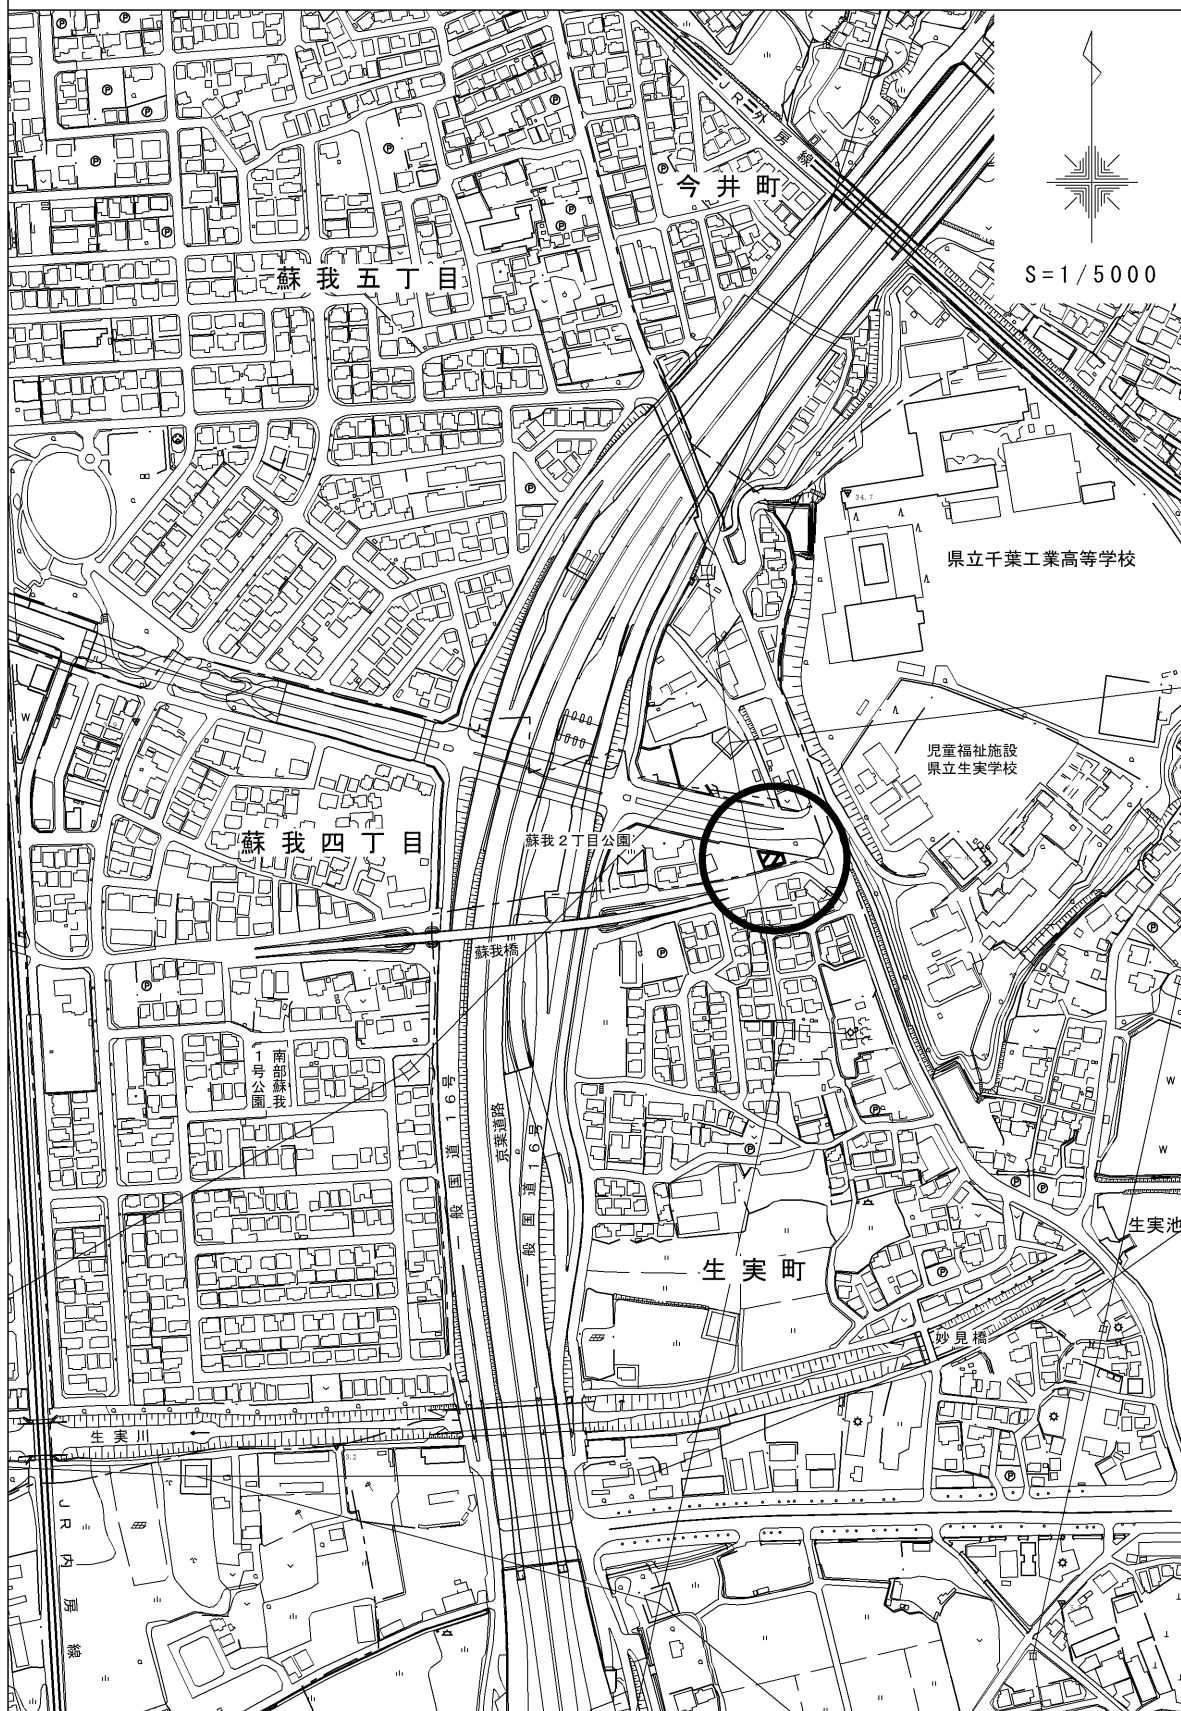 JR外房線
今井町
S=1/5000
蘇我五丁目
34.7
県立千葉工業高等学校
児童福祉施設
県立生実学校
蘇我四丁目
蘇我2丁目公園
蘇我橋
南部蘇我
1号公園
一般国道16号
京葉道路
一般国道16号
生実池
生実町
妙見橋
生実川
JR内房線